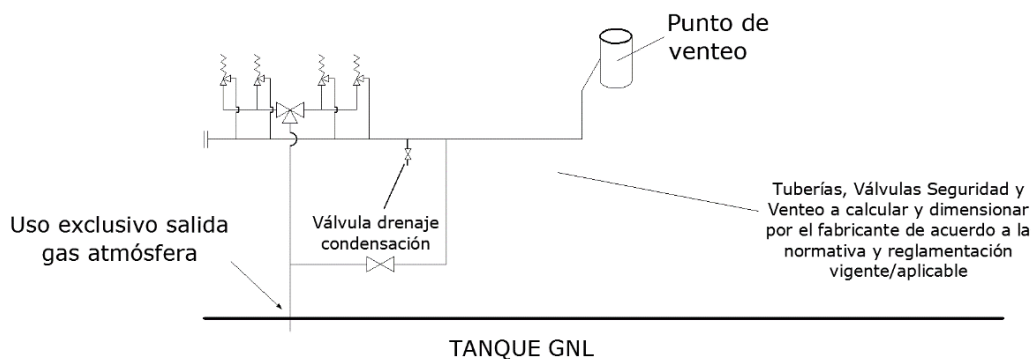 Punto de
venteo
Uso exclusivo salida
gas atmósfera
Válvula drenaje
condensación
Tuberías, Válvulas Seguridad y
Venteo a calcular y dimensionar
por el fabricante de acuerdo a la
normativa y reglamentación
vigente/aplicable
TANQUE GNL